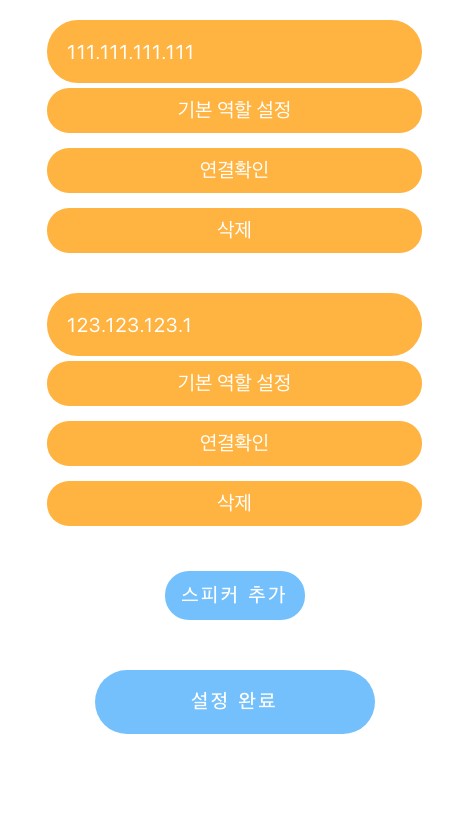 111.111.111.111
기본 역할 설정
연결확인
삭제
123.123.123.1
기본 역할 설정
연결확인
삭제
스피커 추가
설정 완료